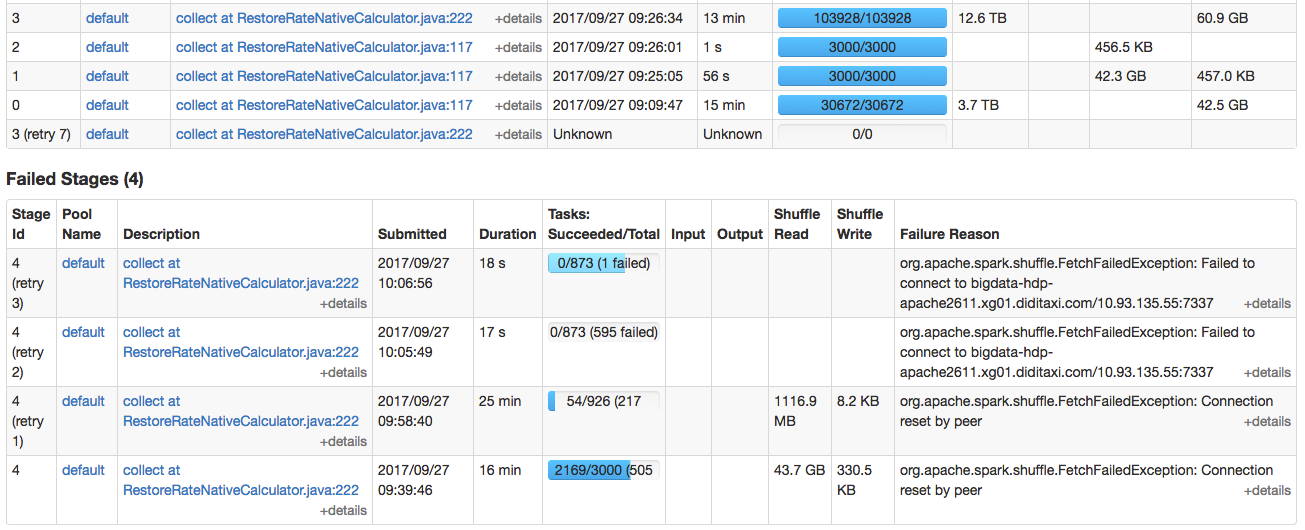 3 default collect at RestoreRateNativeCalculator.java:222 +details 2017/09/27 09:26:34 13 min 103928/103928 12.6 TB 60.9 GB
2 default collect at RestoreRateNativeCalculator.java:117 +details 2017/09/27 09:26:01 1 s 3000/3000 456.5 KB
1 default collect at RestoreRateNativeCalculator.java:117 +details 2017/09/27 09:25:05 56 s 3000/3000 42.3 GB 457.0 KB
0 default collect at RestoreRateNativeCalculator.java:117 +details 2017/09/27 09:09:47 15 min 30672/30672 3.7 TB 42.5 GB
3 (retry 7) default collect at RestoreRateNativeCalculator.java:222 +details Unknown Unknown 0/0
Failed Stages (4)
Stage Pool Tasks: Shuffle Shuffle
Id Name Description Submitted Duration Succeeded/Total Input Output Read Write Failure Reason
4 default collect at 2017/09/27 18 s 0/873 (1 failed) org.apache.spark.shuffle.FetchFailedException: Failed to
(retry RestoreRateNativeCalculator.java:222 10:06:56 connect to bigdata-hdp-
3) +details apache2611.xg01.diditaxi.com/10.93.135.55:7337 +details
4 default collect at 2017/09/27 17 s 0/873 (595 failed) org.apache.spark.shuffle.FetchFailedException: Failed to
(retry RestoreRateNativeCalculator.java:222 10:05:49 connect to bigdata-hdp-
2) +details apache2611.xg01.diditaxi.com/10.93.135.55:7337 +details
4 default collect at 2017/09/27 25 min 54/926 (217 1116.9 8.2 KB org.apache.spark.shuffle.FetchFailedException: Connection
(retry RestoreRateNativeCalculator.java:222 09:58:40 MB reset by peer +details
1) +details
4 default collect at 2017/09/27 16 min 2169/3000 (505 43.7 GB 330.5 org.apache.spark.shuffle.FetchFailedException: Connection
RestoreRateNativeCalculator.java:222 09:39:46 KB reset by peer +details
+details